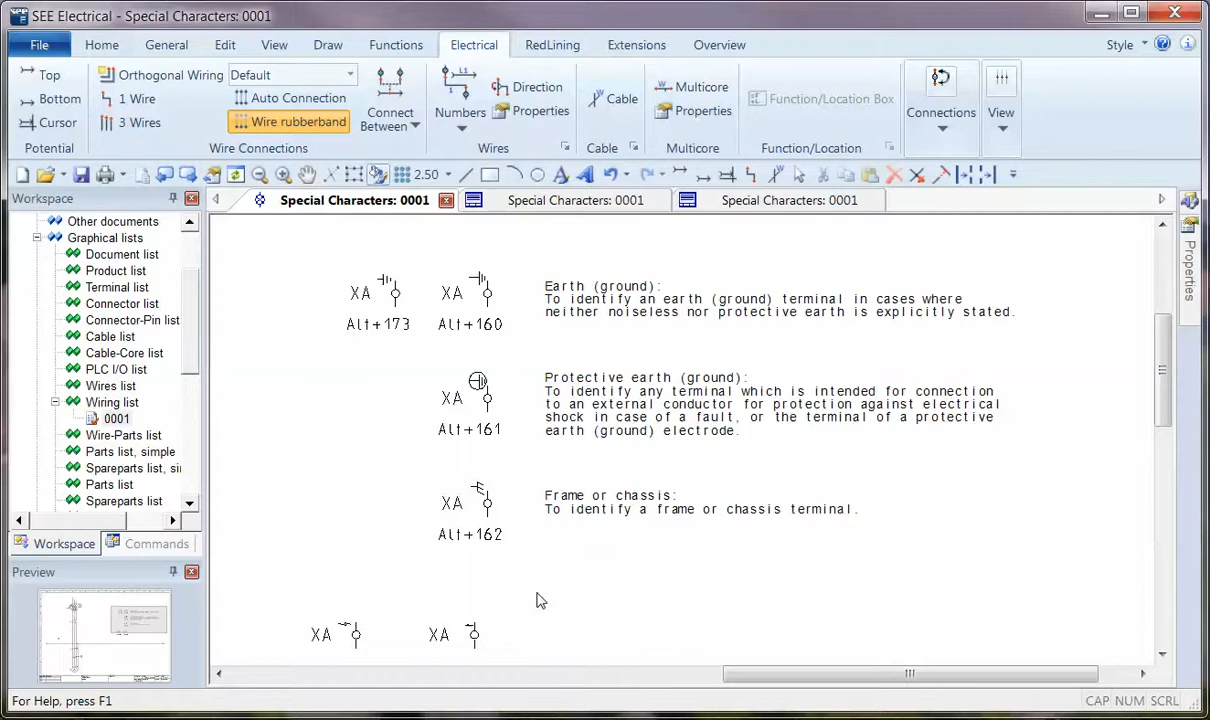 SEE Electrical - Special Characters: 0001
File Home General Edit View Draw Functions Electrical RedLining Extensions Overview Style
Top Orthogonal Wiring Default
Bottom 1 Wire Auto Connection
Cursor 3 Wires Wire rubberband
Connect Between
Numbers
Direction
Properties
Cable
Multicore
Properties
Function/Location Box
Connections
View
Potential Wire Connections Wires Cable Multicore Function/Location
2.50
Workspace
Special Characters: 0001 Special Characters: 0001 Special Characters: 0001
Other documents
Graphical lists
Document list
Product list
Terminal list
Connector list
Connector-Pin list
Cable list
Cable-Core list
PLC I/O list
Wires list
Wiring list
0001
Wire-Parts list
Parts list, simple
Spareparts list, si
Parts list
Spareparts list
Workspace Commands
Preview
Properties
XA XA
Alt+173 Alt+160
Earth (ground):
To identify an earth (ground) terminal in cases where
neither noiseless nor protective earth is explicitly stated.
XA
Alt+161
Protective earth (ground):
To identify any terminal which is intended for connection
to an external conductor for protection against electrical
shock in case of a fault, or the terminal of a protective
earth (ground) electrode.
XA
Alt+162
Frame or chassis:
To identify a frame or chassis terminal.
XA XA
For Help, press F1
CAP NUM SCRL